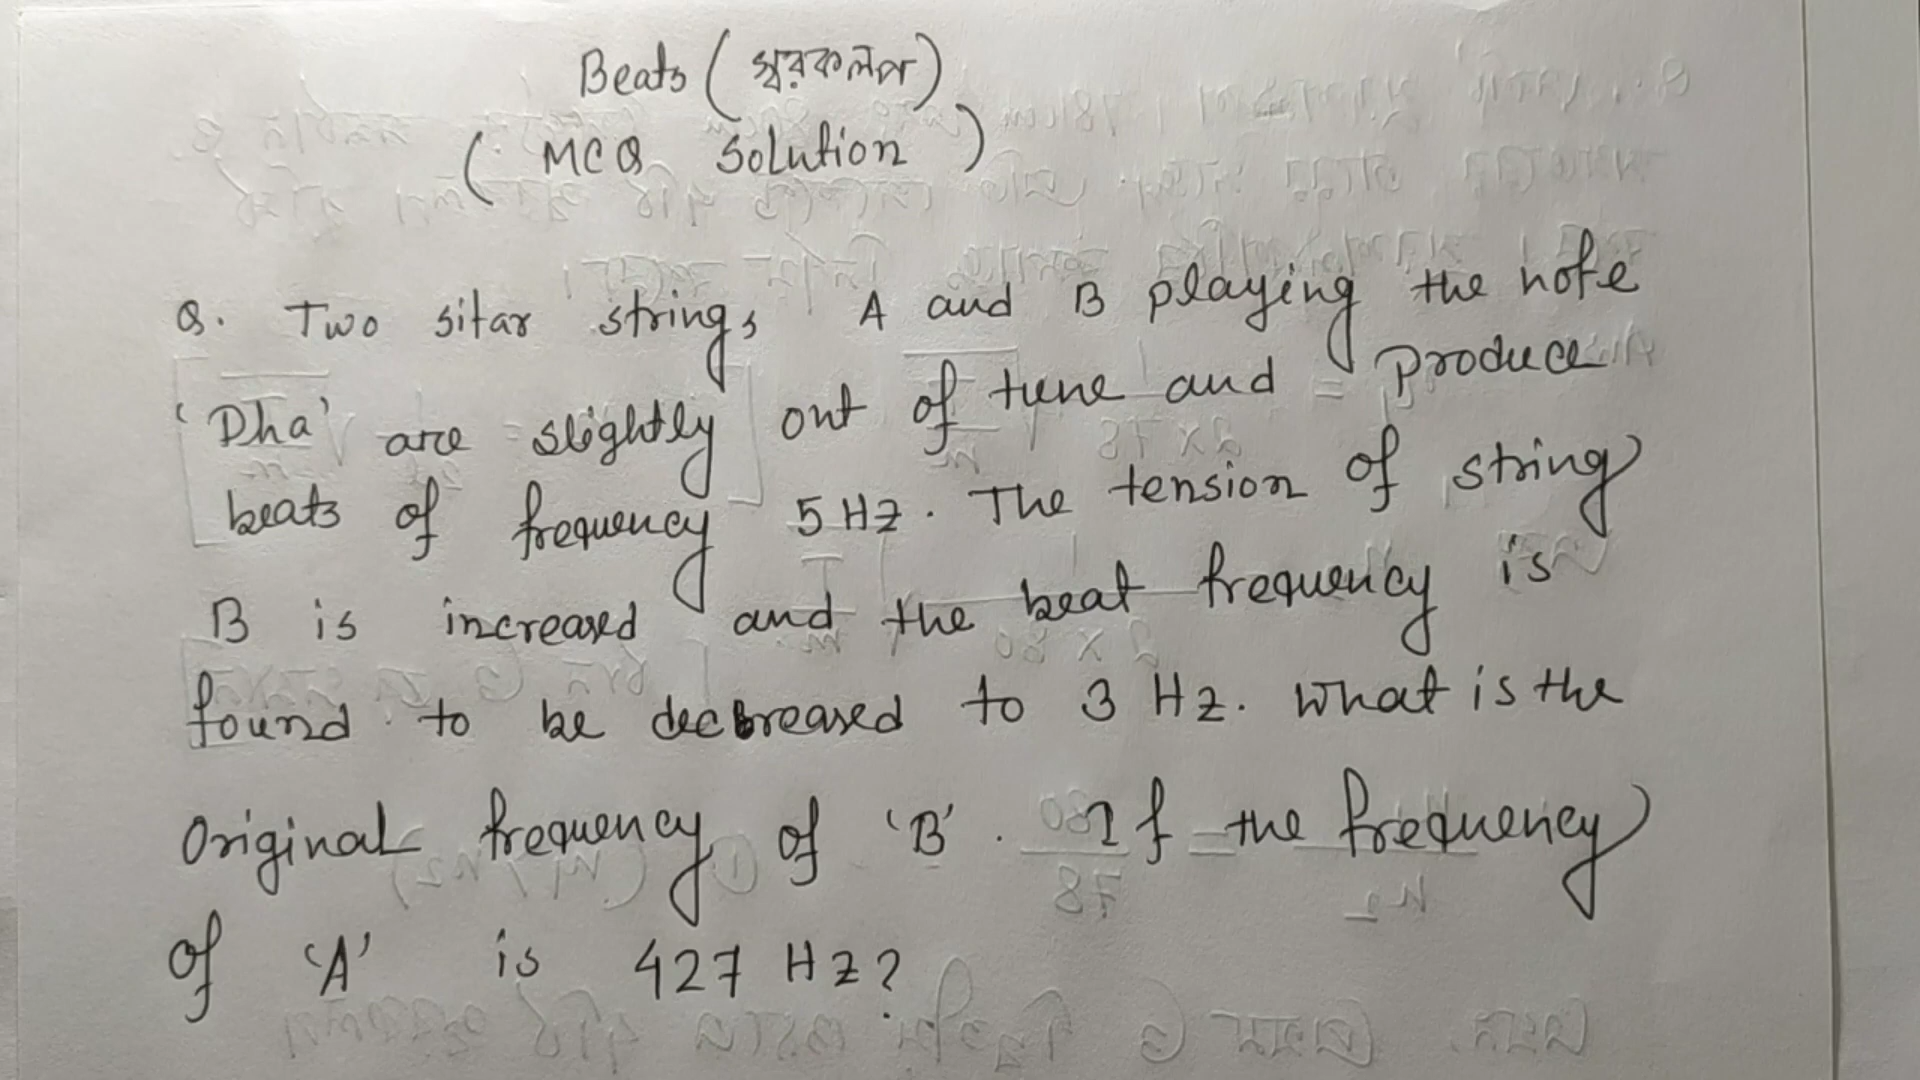 Beats (স্বরকল্প)
( MCQ Solution )
Q. Two sitar strings A and B playing the note
'Dha' are slightly out of tune and produce
beats of frequency 5 Hz. The tension of string
B is increased and the beat frequency is
found to be decreased to 3 Hz. What is the
Original frequency of 'B'. If the frequency
of 'A' is 427 Hz?